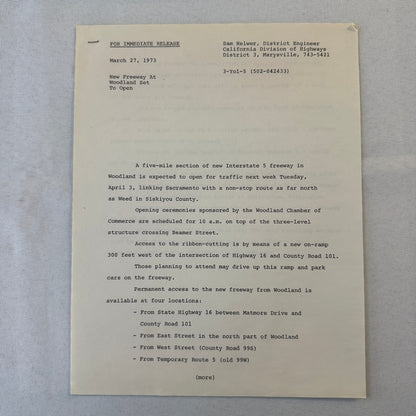 FOR IMMEDIATE RELEASE
Sam Helwer, District Engineer
California Division of Highways
District 3, Marysville, 743-5421
March 27, 1973
3-Yol-5 (502-042433)
New Freeway At
Woodland Set
To Open
A five-mile section of new Interstate 5 freeway in
Woodland is expected to open for traffic next week Tuesday,
April 3, linking Sacramento with a non-stop route as far north
as Weed in Siskiyou County.
Opening ceremonies sponsored by the Woodland Chamber of
Commerce are scheduled for 10 a.m. on top of the three-level
structure crossing Beamer Street.
Access to the ribbon-cutting is by means of a new on-ramp
300 feet west of the intersection of Highway 16 and County Road 101.
Those planning to attend may drive up this ramp and park
cars on the freeway.
Permanent access to the new freeway from Woodland is
available at four locations:
- From State Highway 16 between Matmore Drive and
County Road 101
- From East Street in the north part of Woodland
- From West Street (County Road 99S)
- From Temporary Route 5 (old 99W)
(more)